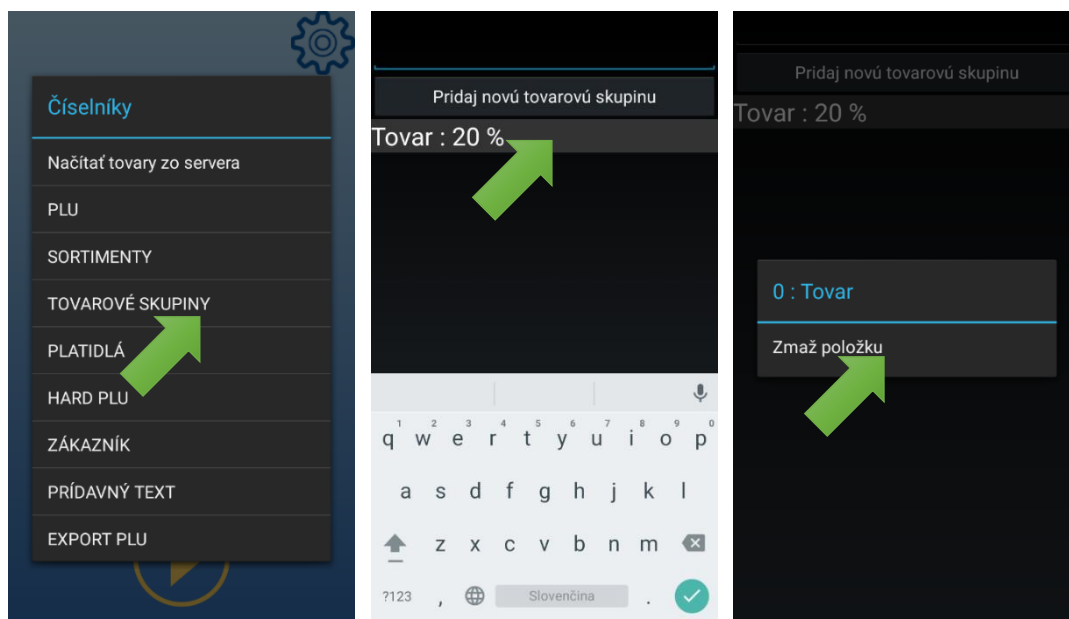 Číselníky
Načítať tovary zo servera
PLU
SORTIMENTY
TOVAROVÉ SKUPINY
PLATIDLÁ
HARD PLU
ZÁKAZNÍK
PRÍDAVNÝ TEXT
EXPORT PLU
Pridaj novú tovarovú skupinu
Tovar : 20 %
1 2 3 4 5 6 7 8 9 0
q w e r t y u i o p
a s d f g h j k l
z x c v b n m
?123 , Slovenčina .
Pridaj novú tovarovú skupinu
Tovar : 20 %
0 : Tovar
Zmaž položku